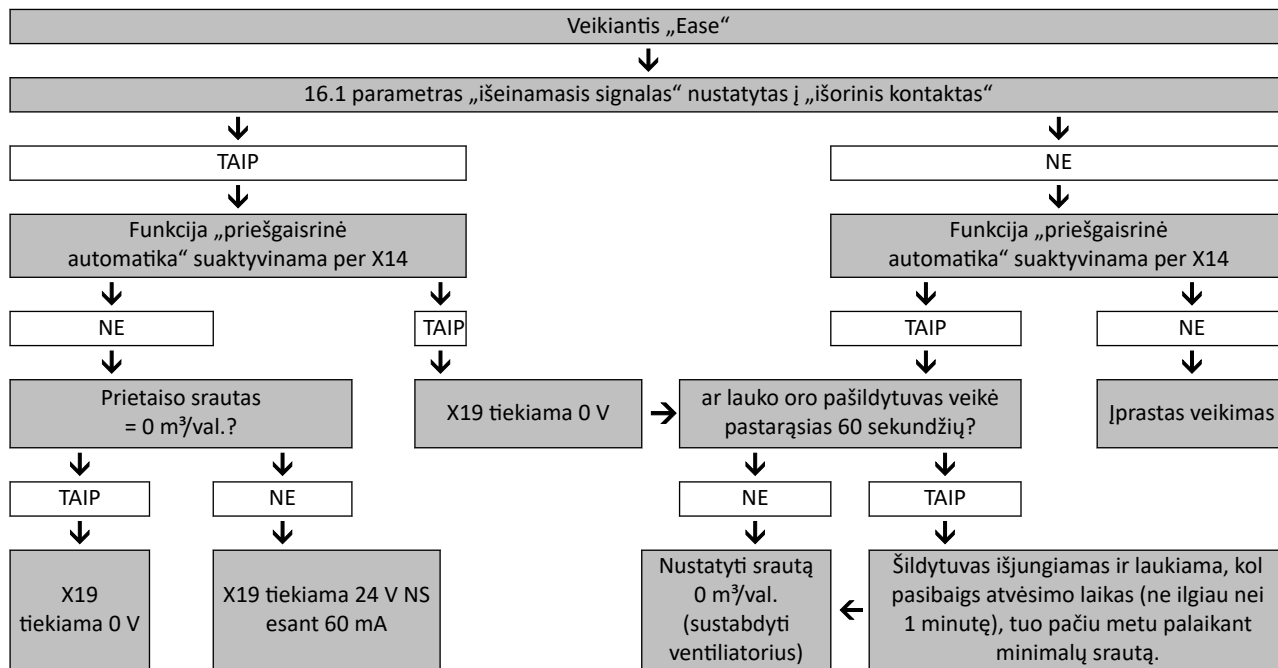 Veikiantis „Ease“
16.1 parametras „išeinamasis signalas“ nustatytas į „išorinis kontaktas“
TAIP
NE
Funkcija „priešgaisrinė
automatika“ suaktyvinama per X14
Funkcija „priešgaisrinė
automatika“ suaktyvinama per X14
NE
TAIP
TAIP
NE
Prietaiso srautas
= 0 m³/val.?
X19 tiekiama 0 V
ar lauko oro pašildytuvas veikė
pastarąsias 60 sekundžių?
Įprastas veikimas
TAIP
NE
NE
TAIP
X19
tiekiama 0 V
X19 tiekiama 24 V NS
esant 60 mA
Nustatyti srautą
0 m³/val.
(sustabdyti
ventiliatorius)
Šildytuvas išjungiamas ir laukiama, kol
pasibaigs atvėsimo laikas (ne ilgiau nei
1 minutę), tuo pačiu metu palaikant
minimalų srautą.